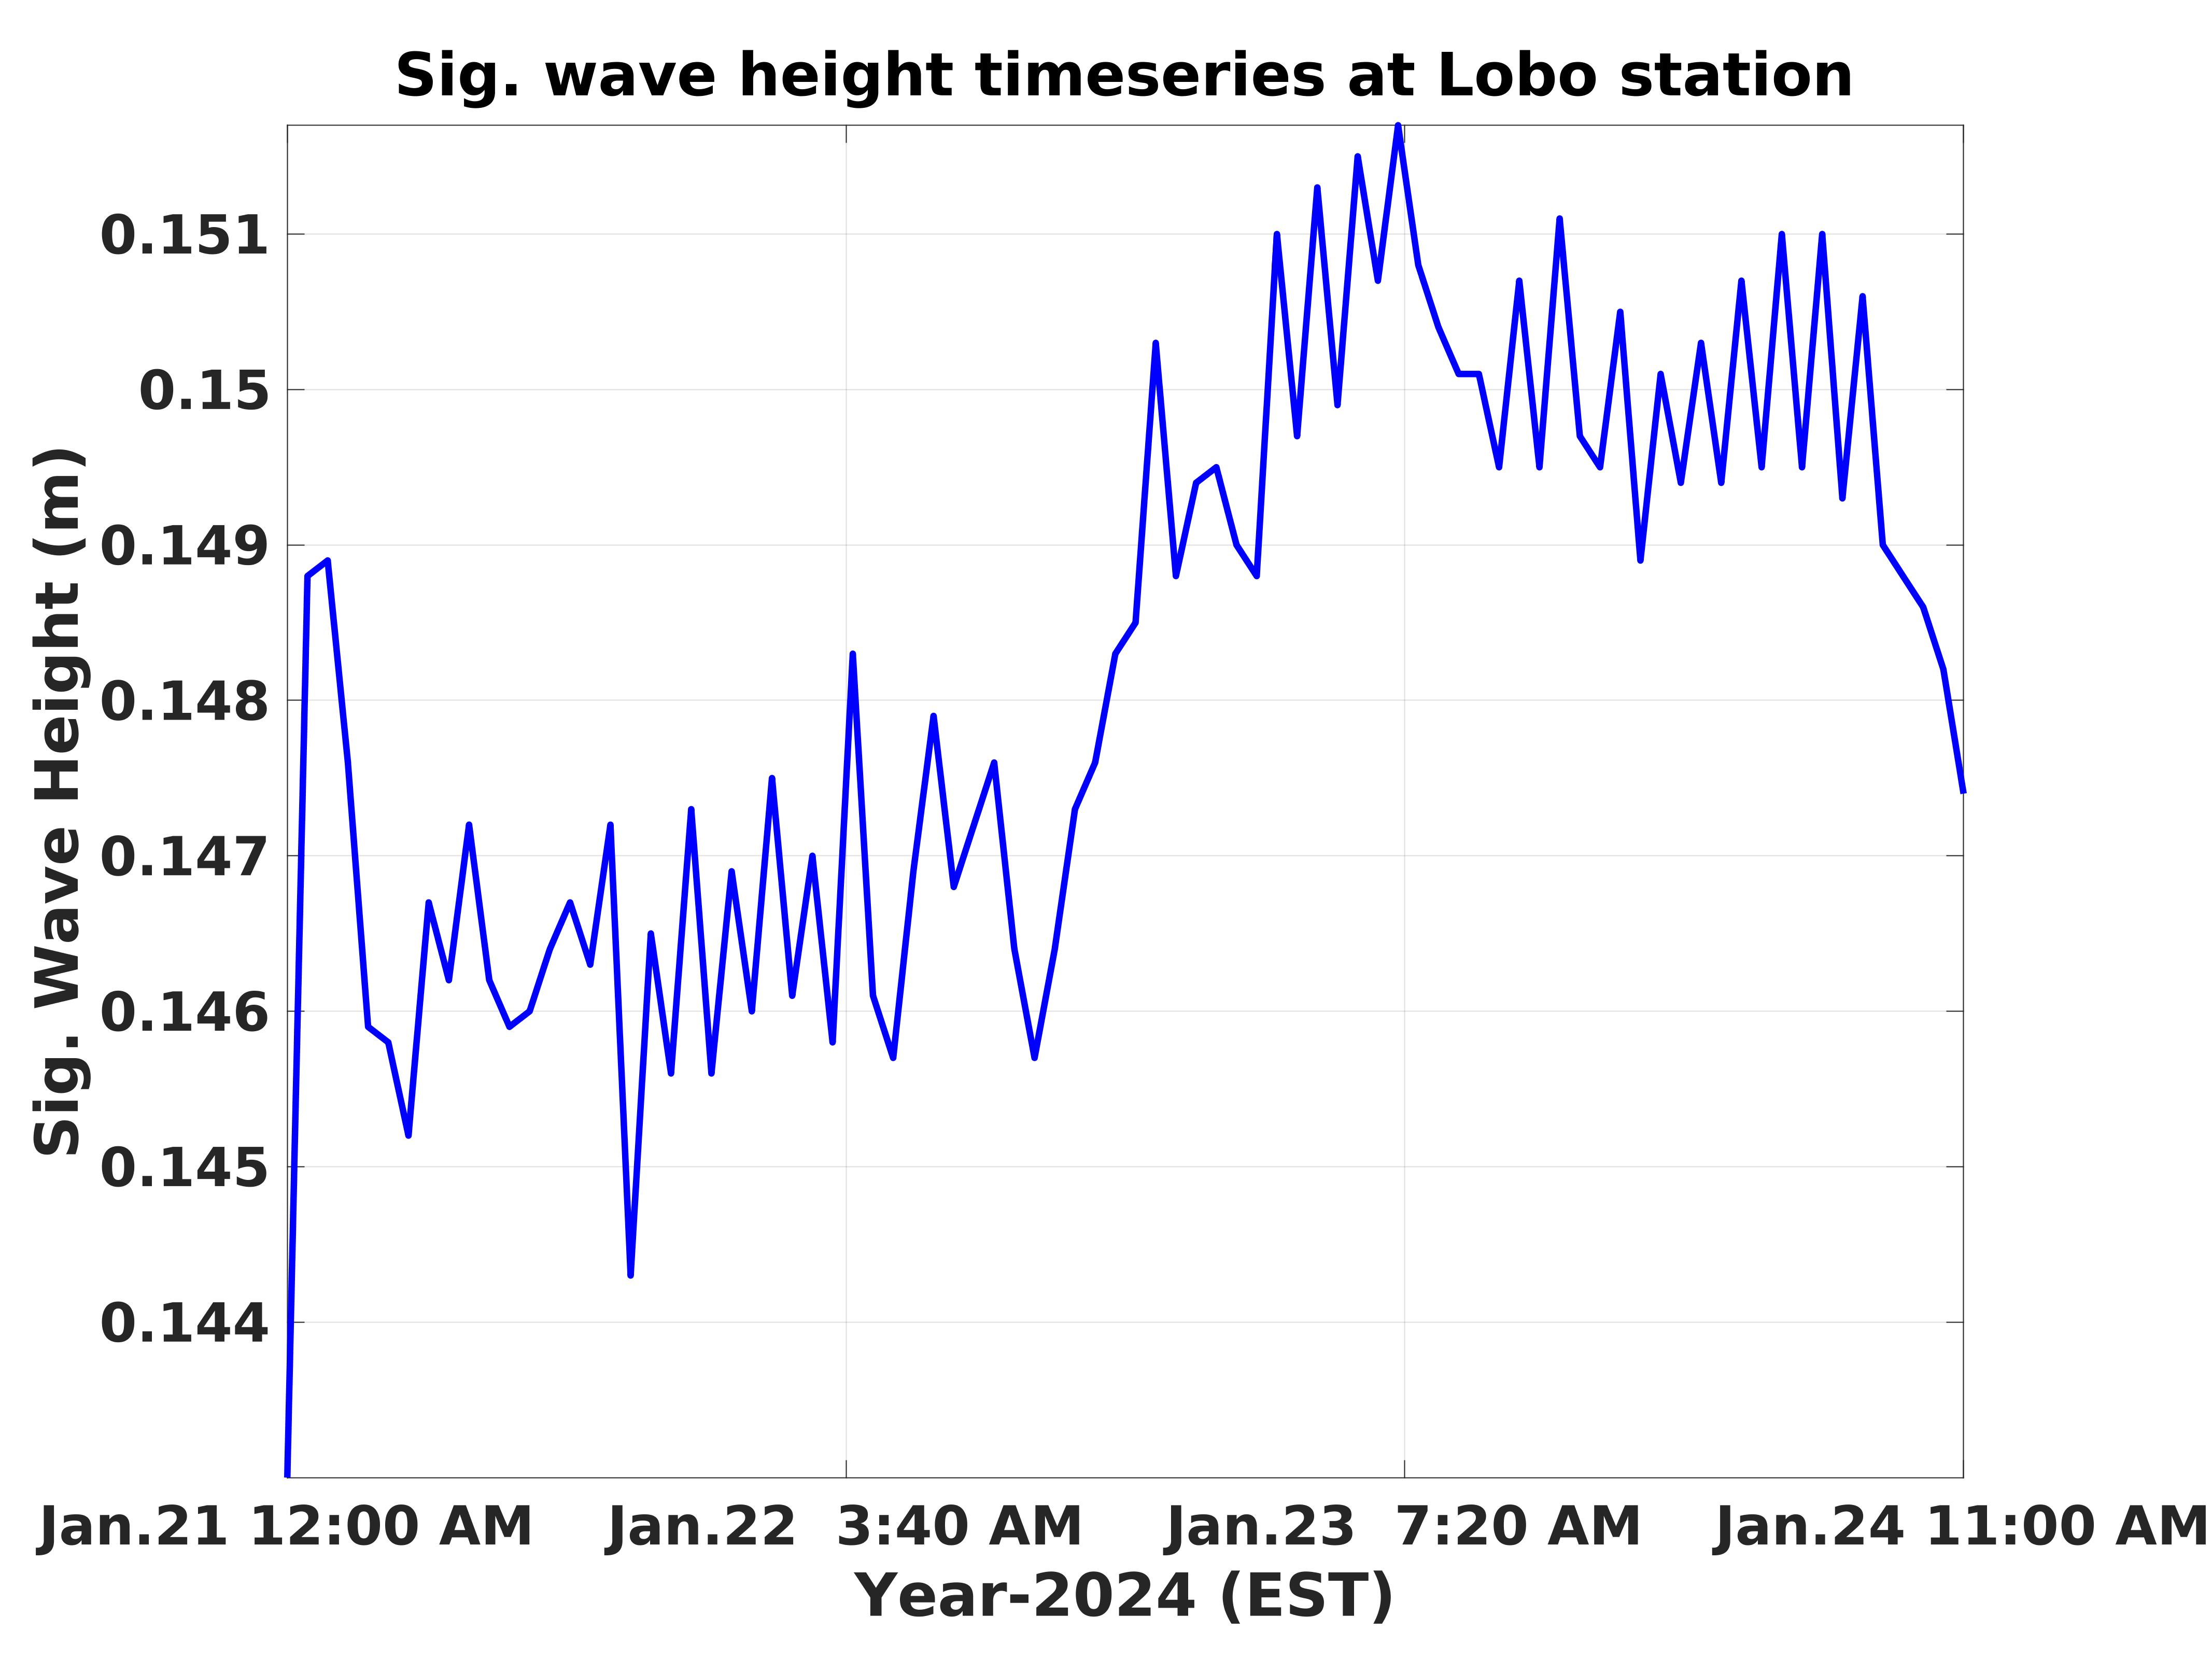 Sig. wave height timeseries at Lobo station
Sig. Wave Height (m)
0.151
0.15
0.149
0.148
0.147
0.146
0.145
0.144
Jan.21 12:00 AM Jan.22 3:40 AM Jan.23 7:20 AM Jan.24 11:00 AM
Year-2024 (EST)